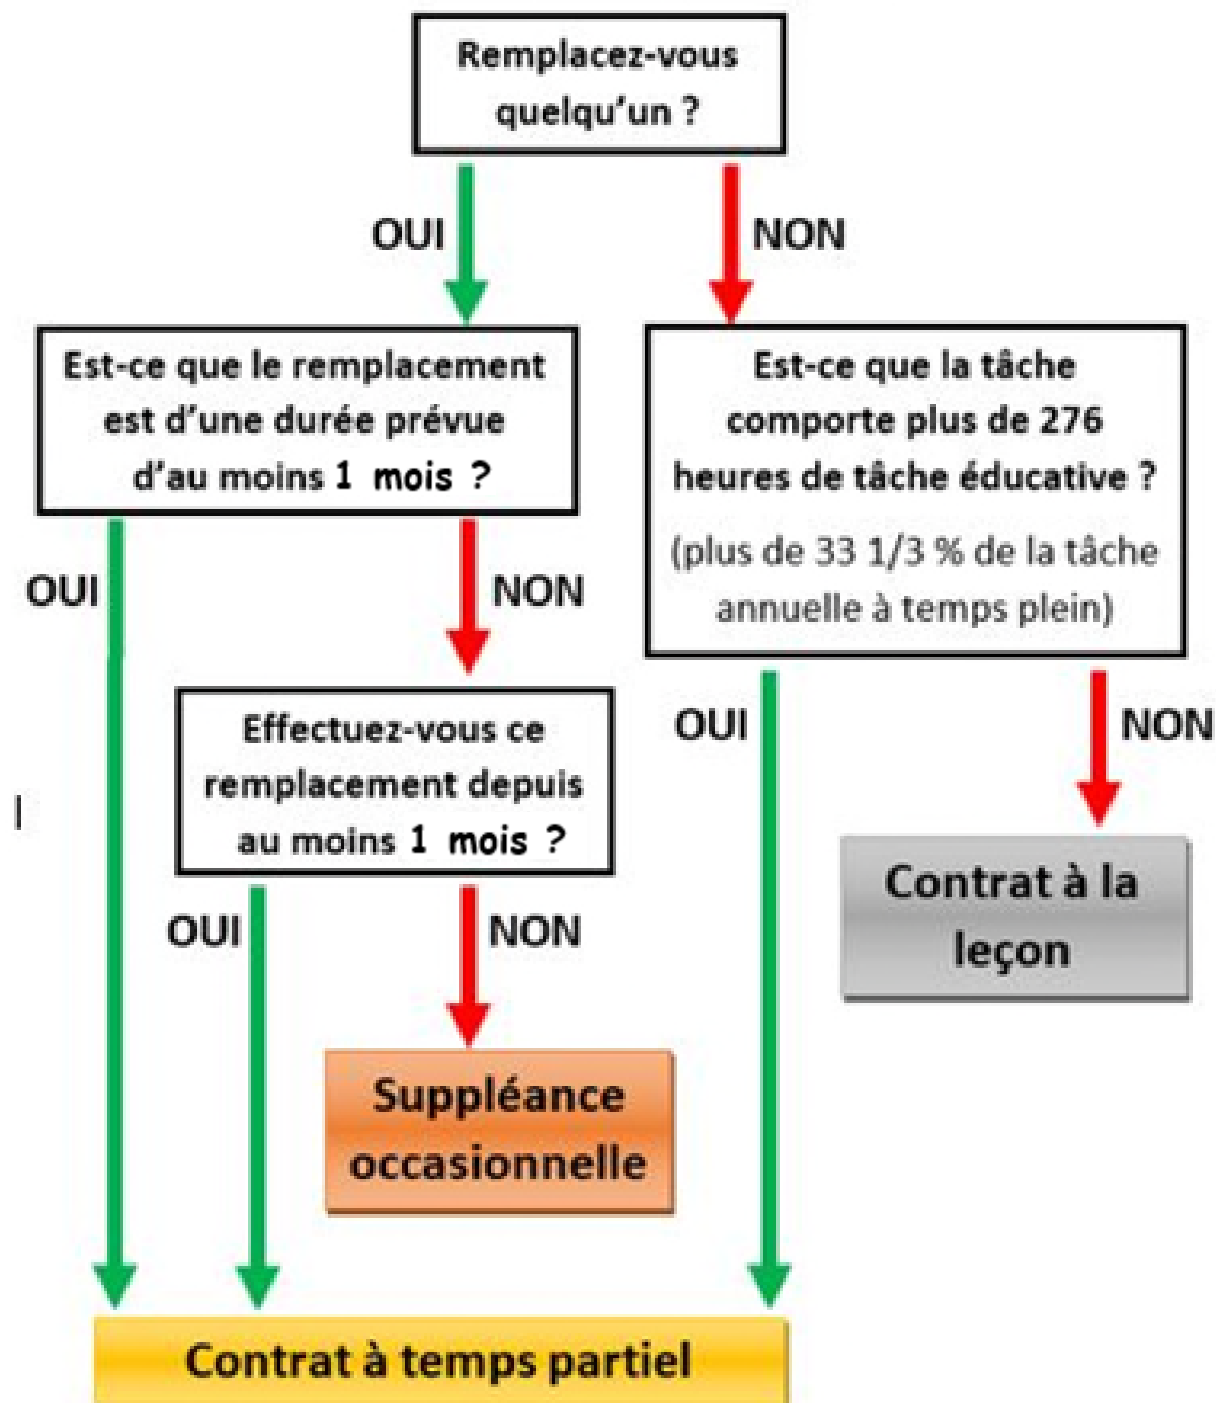 Remplacez-vous
quelqu'un ?
OUI
NON
Est-ce que le remplacement
est d'une durée prévue
d'au moins 1 mois ?
Est-ce que la tâche
comporte plus de 276
heures de tâche éducative ?
(plus de 33 1/3 % de la tâche
annuelle à temps plein)
OUI
NON
Effectuez-vous ce
remplacement depuis
au moins 1 mois ?
OUI
NON
Contrat à la
leçon
OUI
NON
Suppléance
occasionnelle
Contrat à temps partiel